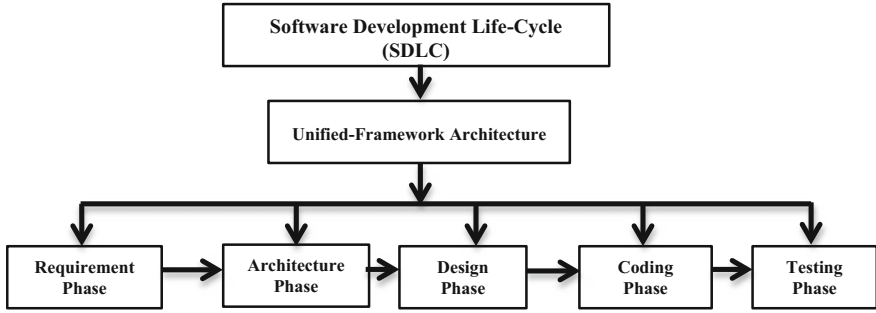 Software Development Life-Cycle
(SDLC)
Unified-Framework Architecture
Requirement
Phase
Architecture
Phase
Design
Phase
Coding
Phase
Testing
Phase